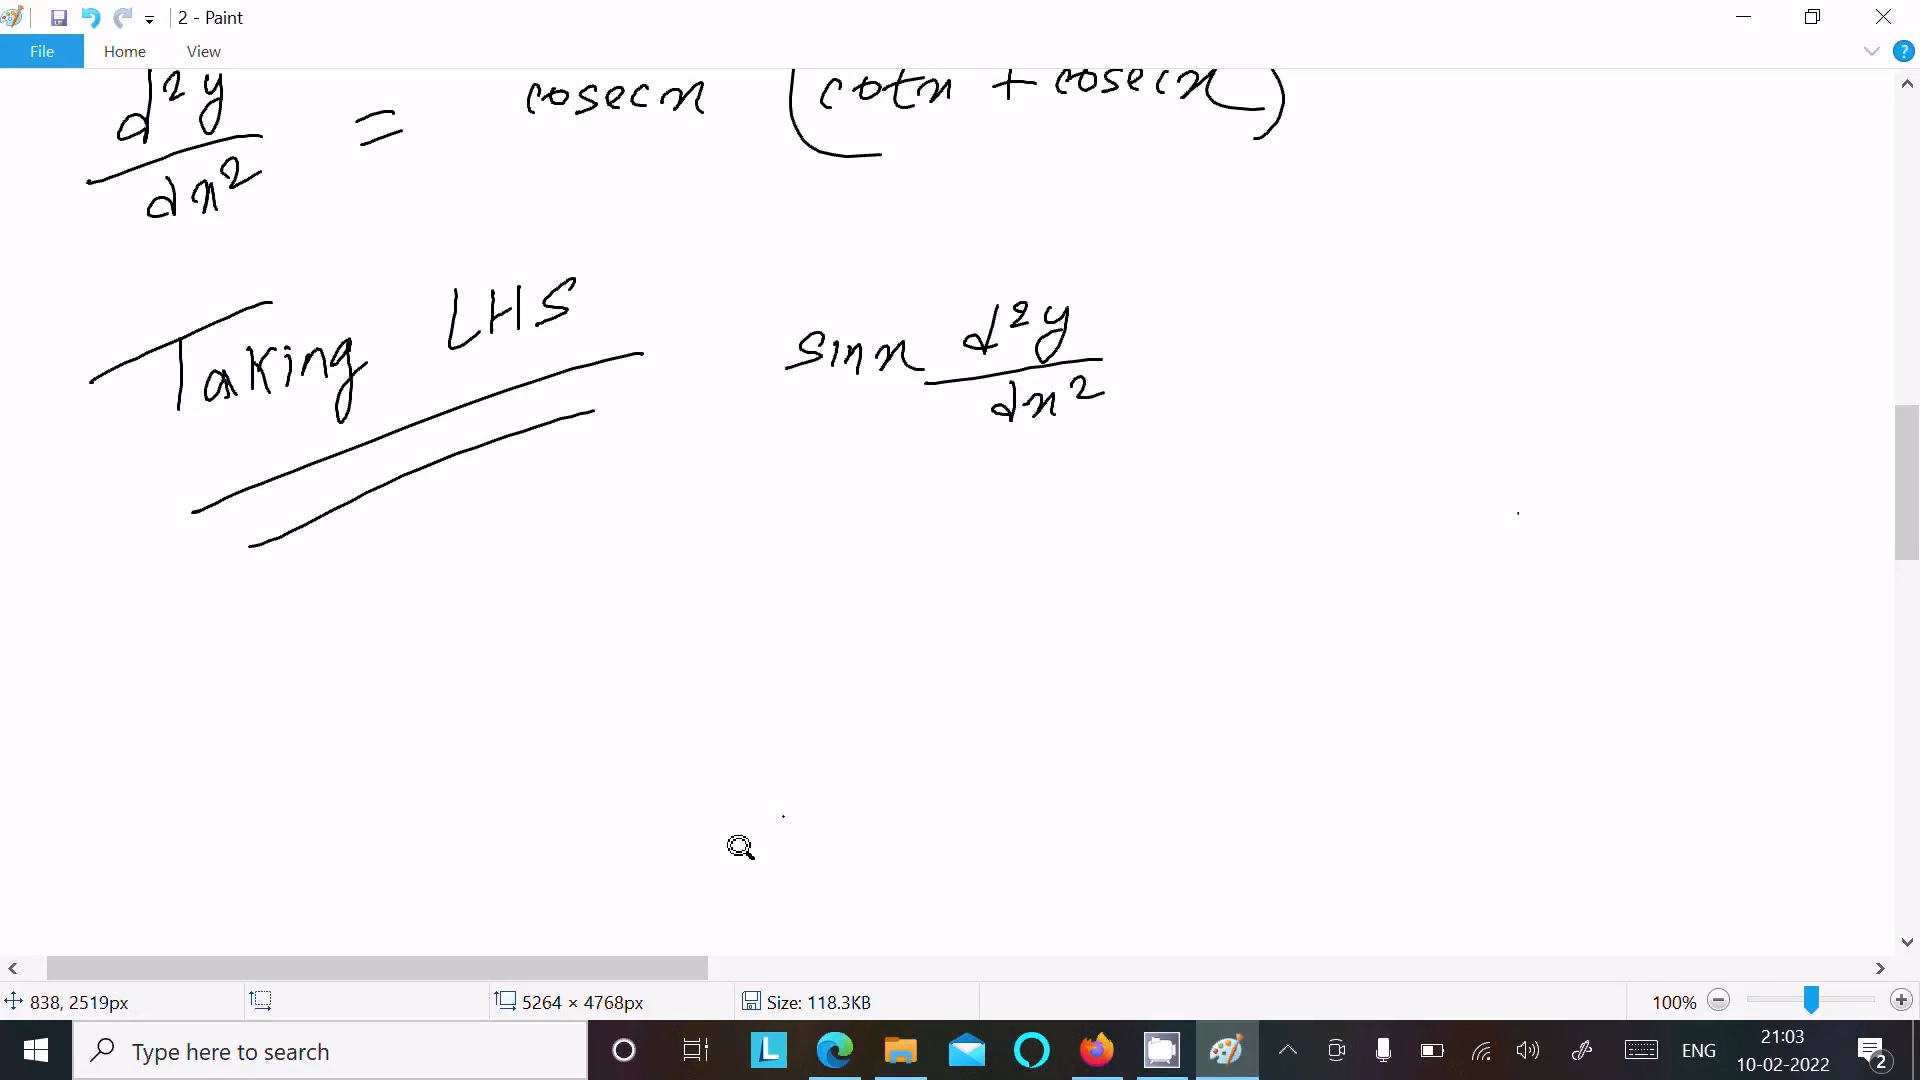 2 - Paint
File Home View
d²y/dx² = cosecx (cotx + cosecx)
Taking LHS sinx d²y/dx²
838, 2519px 5264 × 4768px Size: 118.3KB 100%
Type here to search
L
ENG
21:03
10-02-2022
2